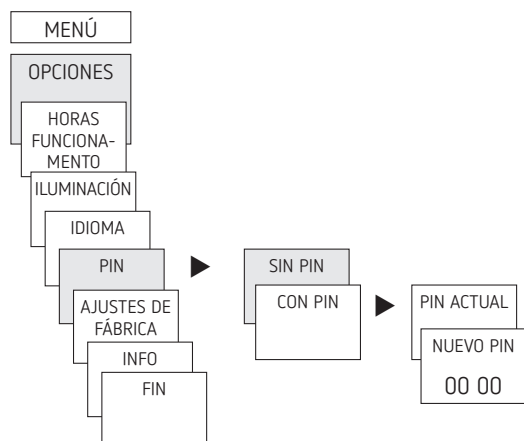 MENÚ
OPCIONES
HORAS
FUNCIONA-
MENTO
ILUMINACIÓN
IDIOMA
PIN
SIN PIN
CON PIN
PIN ACTUAL
NUEVO PIN
00 00
AJUSTES DE
FÁBRICA
INFO
FIN